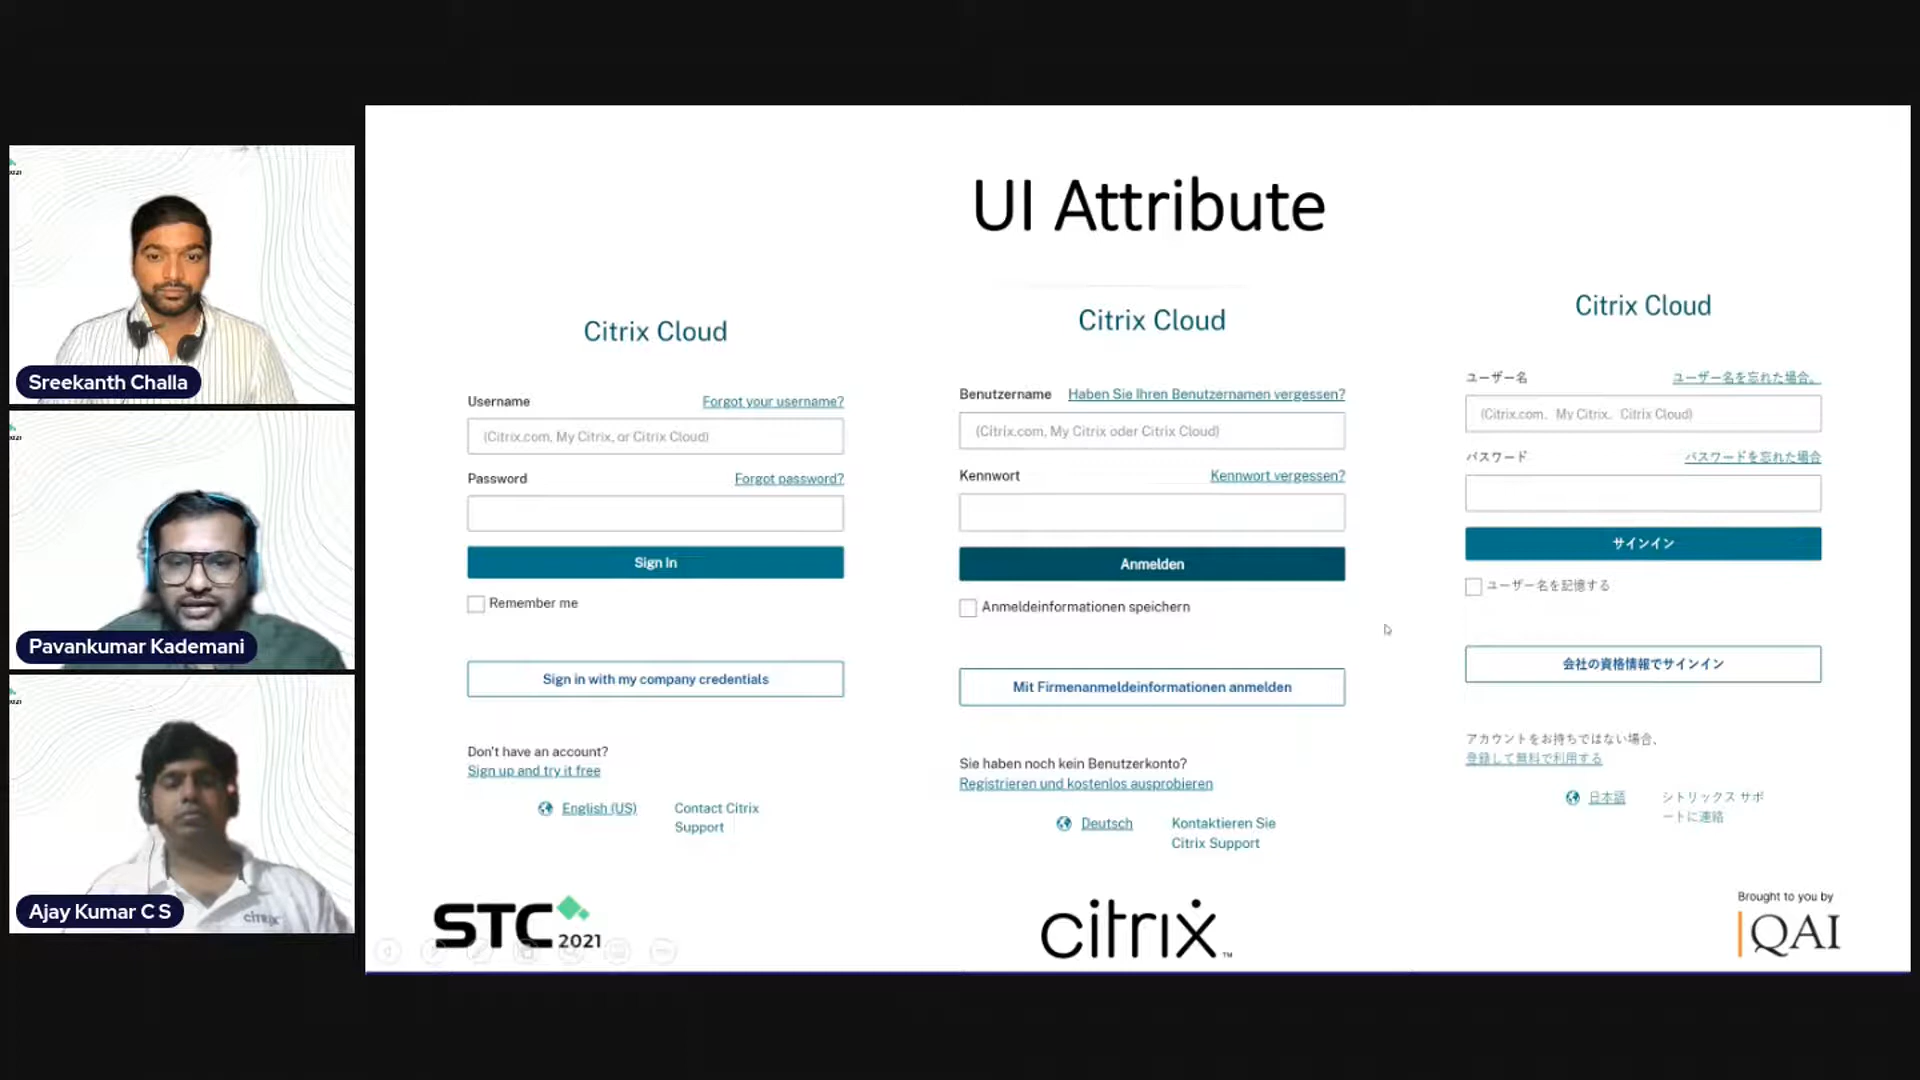 Sreekanth Challa
Pavankumar Kademani
citrix
Ajay Kumar C S
UI Attribute
Citrix Cloud
Username
Forgot your username?
(Citrix.com, My Citrix, or Citrix Cloud)
Password
Forgot password?
Sign In
Remember me
Sign in with my company credentials
Don't have an account?
Sign up and try it free
English (US)
Contact Citrix
Support
Citrix Cloud
Benutzername
Haben Sie Ihren Benutzernamen vergessen?
(Citrix.com, My Citrix oder Citrix Cloud)
Kennwort
Kennwort vergessen?
Anmelden
Anmeldeinformationen speichern
Mit Firmenanmeldeinformationen anmelden
Sie haben noch kein Benutzerkonto?
Registrieren und kostenlos ausprobieren
Deutsch
Kontaktieren Sie
Citrix Support
Citrix Cloud
ユーザー名
ユーザー名を忘れた場合。
(Citrix.com、My Citrix、Citrix Cloud)
パスワード
パスワードを忘れた場合
サインイン
ユーザー名を記憶する
会社の資格情報でサインイン
アカウントをお持ちではない場合、
登録して無料で利用する
日本語
シトリックス サポ
ートに連絡
STC 2021
citrix™
Brought to you by
QAI